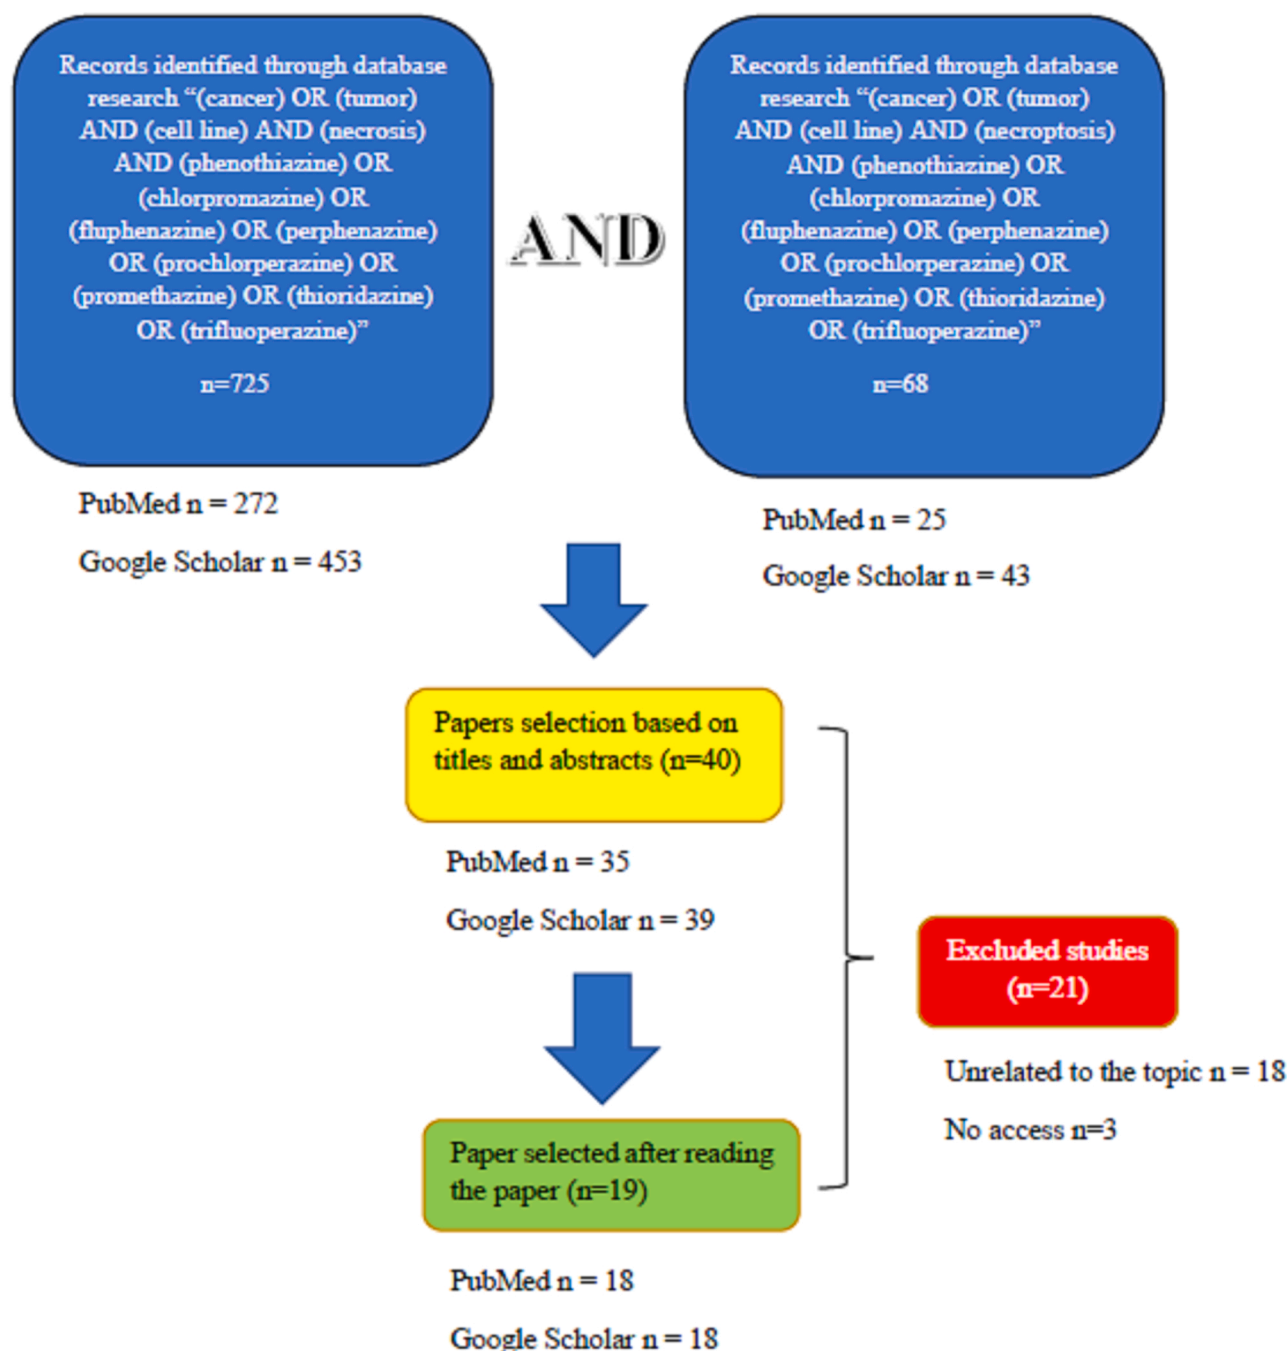 Records identified through database
research “(cancer) OR (tumor)
AND (cell line) AND (necrosis)
AND (phenothiazine) OR
(chlorpromazine) OR
(fluphenazine) OR (perphenazine)
OR (prochlorperazine) OR
(promethazine) OR (thioridazine)
OR (trifluoperazine)”
n=725
PubMed n = 272
Google Scholar n = 453
AND
Records identified through database
research “(cancer) OR (tumor)
AND (cell line) AND (necroptosis)
AND (phenothiazine) OR
(chlorpromazine) OR
(fluphenazine) OR (perphenazine)
OR (prochlorperazine) OR
(promethazine) OR (thioridazine)
OR (trifluoperazine)”
n=68
PubMed n = 25
Google Scholar n = 43
Papers selection based on
titles and abstracts (n=40)
PubMed n = 35
Google Scholar n = 39
Excluded studies
(n=21)
Unrelated to the topic n = 18
No access n=3
Paper selected after reading
the paper (n=19)
PubMed n = 18
Google Scholar n = 18